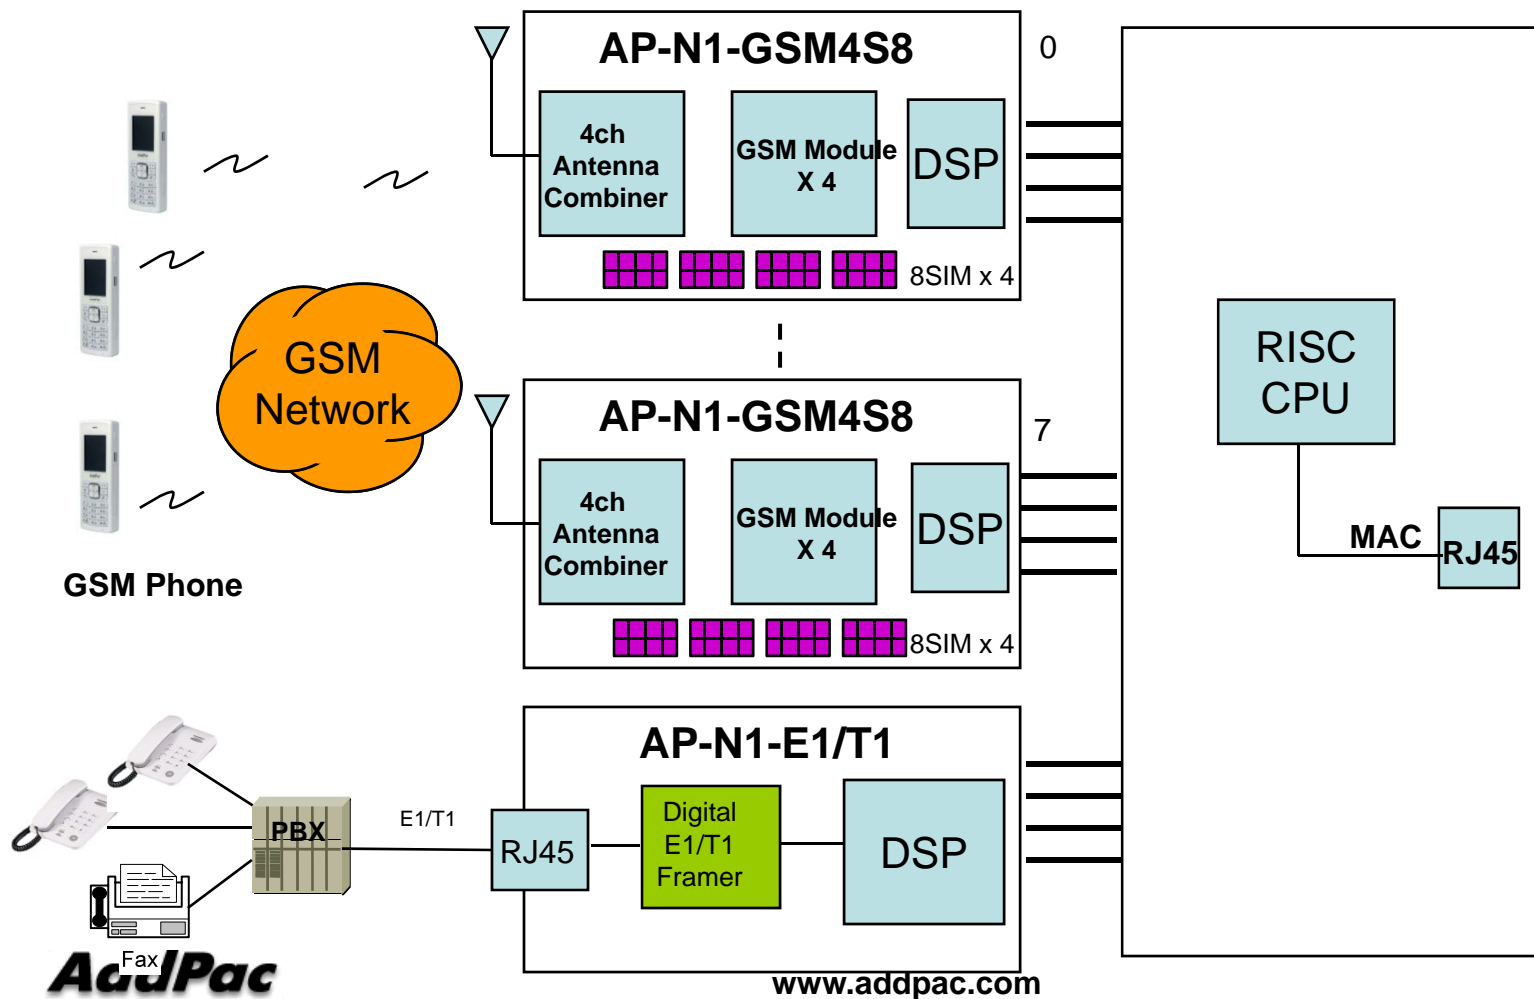 AP-N1-GSM4S8
0
4ch
Antenna
Combiner
GSM Module
X 4
DSP
8SIM x 4
GSM
Network
RISC
CPU
AP-N1-GSM4S8
7
4ch
Antenna
Combiner
GSM Module
X 4
DSP
8SIM x 4
MAC
RJ45
GSM Phone
AP-N1-E1/T1
PBX
E1/T1
RJ45
Digital
E1/T1
Framer
DSP
Fax
AddPac
www.addpac.com